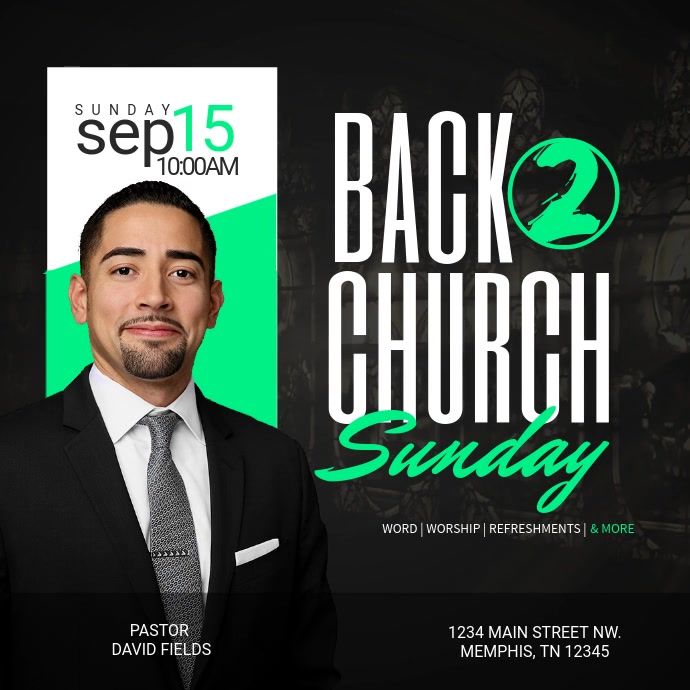 SUNDAY
sep15
10:00AM
BACK 2
CHURCH
Sunday
WORD | WORSHIP | REFRESHMENTS | & MORE
PASTOR
DAVID FIELDS
1234 MAIN STREET NW.
MEMPHIS, TN 12345